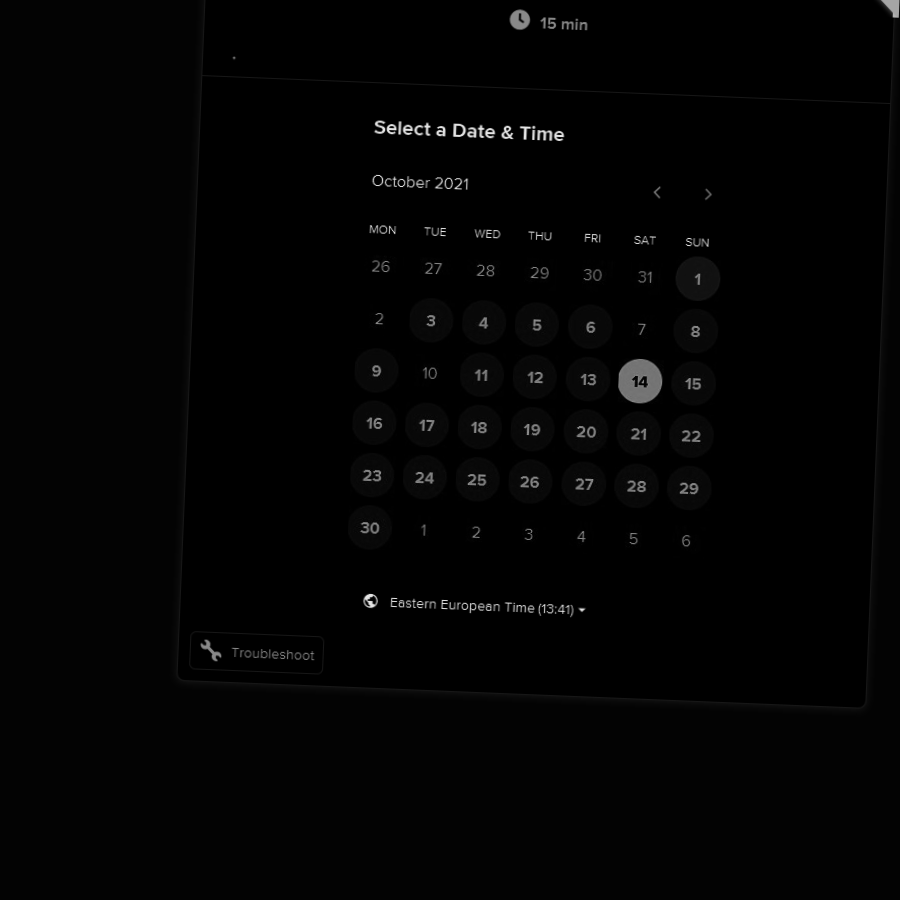 15 min
.
Select a Date & Time
October 2021
MON TUE WED THU FRI SAT SUN
26 27 28 29 30 31 1
2 3 4 5 6 7 8
9 10 11 12 13 14 15
16 17 18 19 20 21 22
23 24 25 26 27 28 29
30 1 2 3 4 5 6
Eastern European Time (13:41)
Troubleshoot